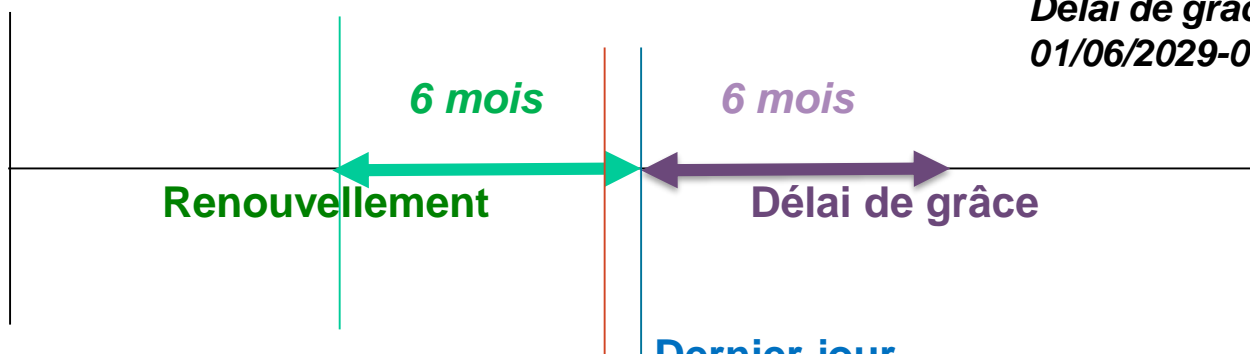 Délai de grâc
01/06/2029-0
6 mois
6 mois
Renouvellement
Délai de grâce
Dernier jour